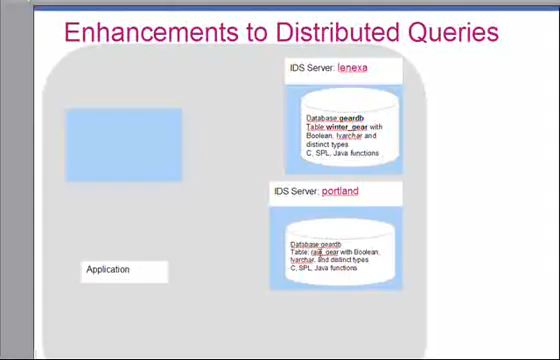 Enhancements to Distributed Queries
IDS Server: lenexa
Database geardb
Table winter_gear with
Boolean, lvarchar and
distinct types
C, SPL, Java functions
IDS Server: portland
Database geardb
Table: rain_gear with Boolean,
lvarchar, and distinct types
C, SPL, Java functions
Application